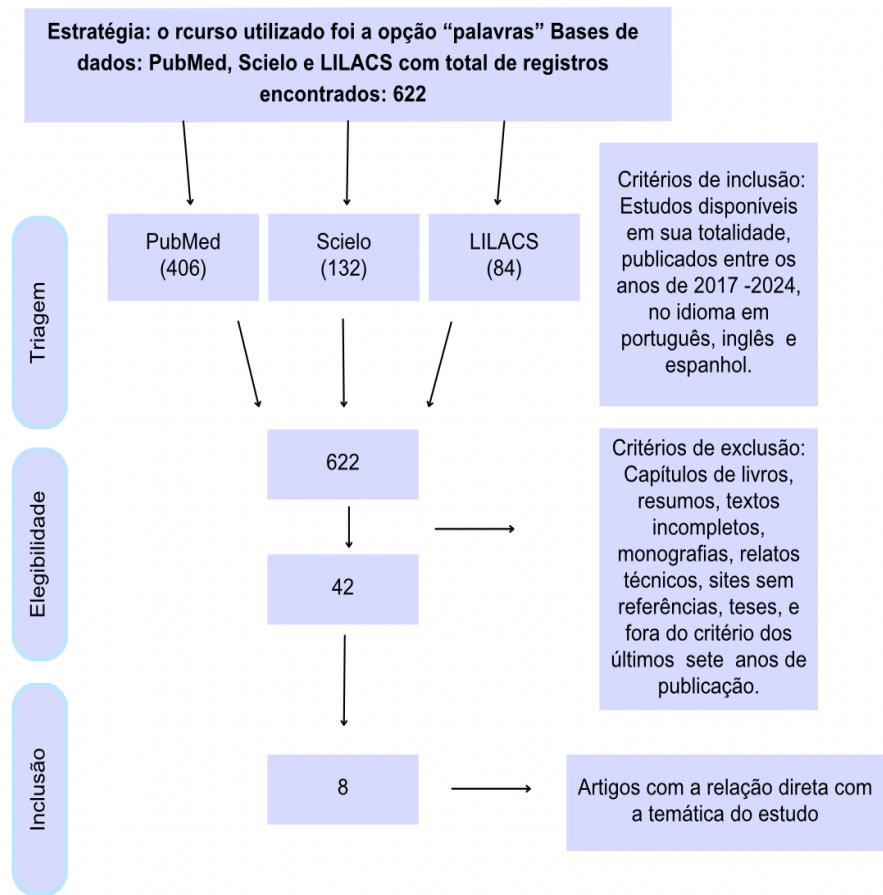 Estratégia: o rcurso utilizado foi a opção “palavras” Bases de
dados: PubMed, Scielo e LILACS com total de registros
encontrados: 622
Triagem
PubMed
(406)
Scielo
(132)
LILACS
(84)
Critérios de inclusão:
Estudos disponíveis
em sua totalidade,
publicados entre os
anos de 2017 -2024,
no idioma em
português, inglês e
espanhol.
Elegibilidade
622
42
Critérios de exclusão:
Capítulos de livros,
resumos, textos
incompletos,
monografias, relatos
técnicos, sites sem
referências, teses, e
fora do critério dos
últimos sete anos de
publicação.
Inclusão
8
Artigos com a relação direta com
a temática do estudo